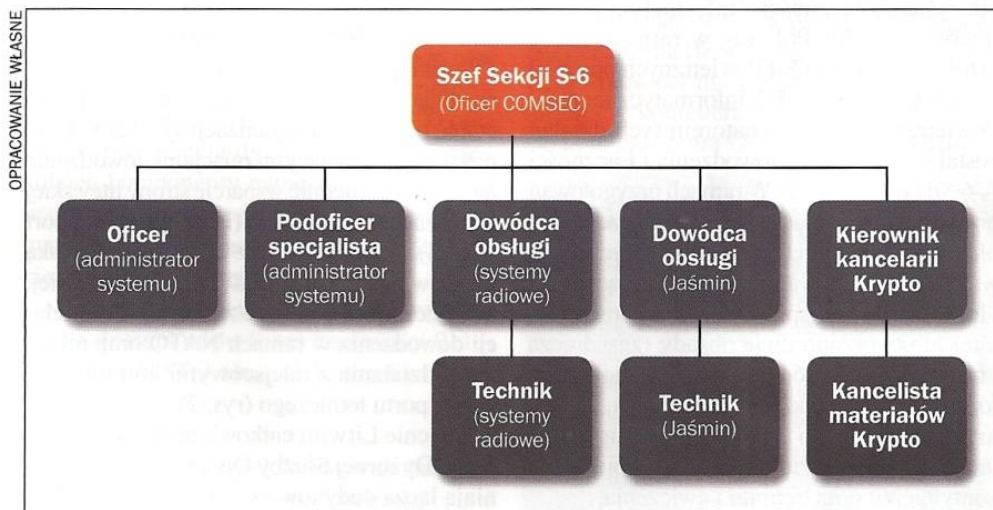 OPRACOWANIE WŁASNE
Szef Sekcji S-6
(Oficer COMSEC)
Oficer
(administrator
systemu)
Podoficer
specjalista
(administrator
systemu)
Dowódca
obsługi
(systemy
radiowe)
Dowódca
obsługi
(Jaśmin)
Kierownik
kancelarii
Krypto
Technik
(systemy
radiowe)
Technik
(Jaśmin)
Kancelista
materiałów
Krypto